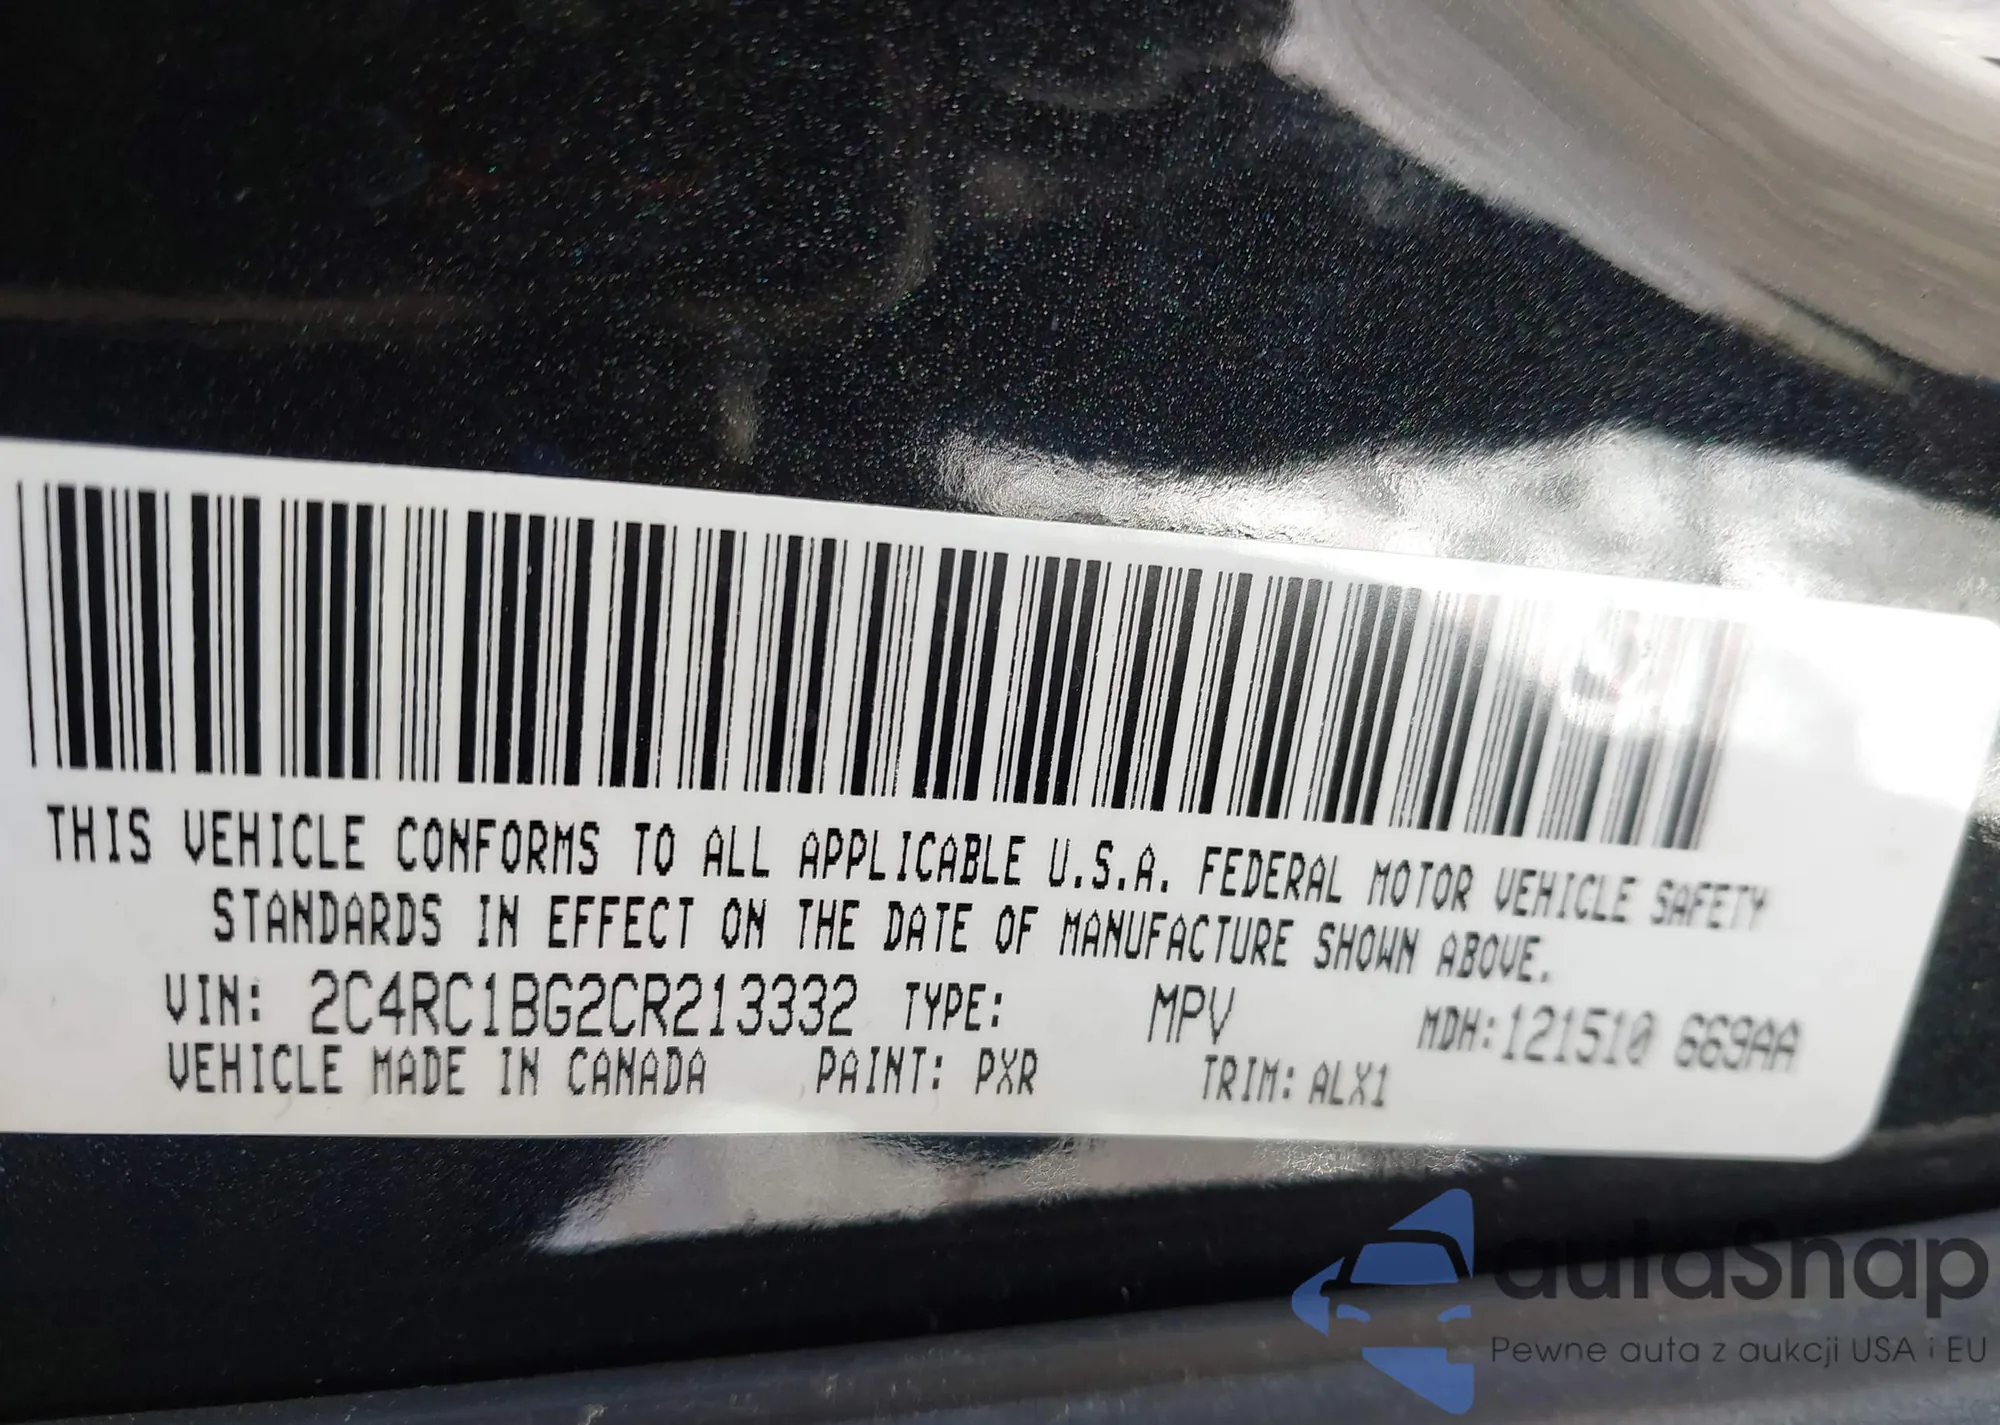 THIS VEHICLE CONFORMS TO ALL APPLICABLE U.S.A. FEDERAL MOTOR VEHICLE SAFETY
STANDARDS IN EFFECT ON THE DATE OF MANUFACTURE SHOWN ABOVE.
VIN: 2C4RC1BG2CR213332 TYPE: MPV MDH:121510 669AA
VEHICLE MADE IN CANADA PAINT: PXR TRIM: ALX1
autaSnap
Pewne auta z aukcji USA i EU